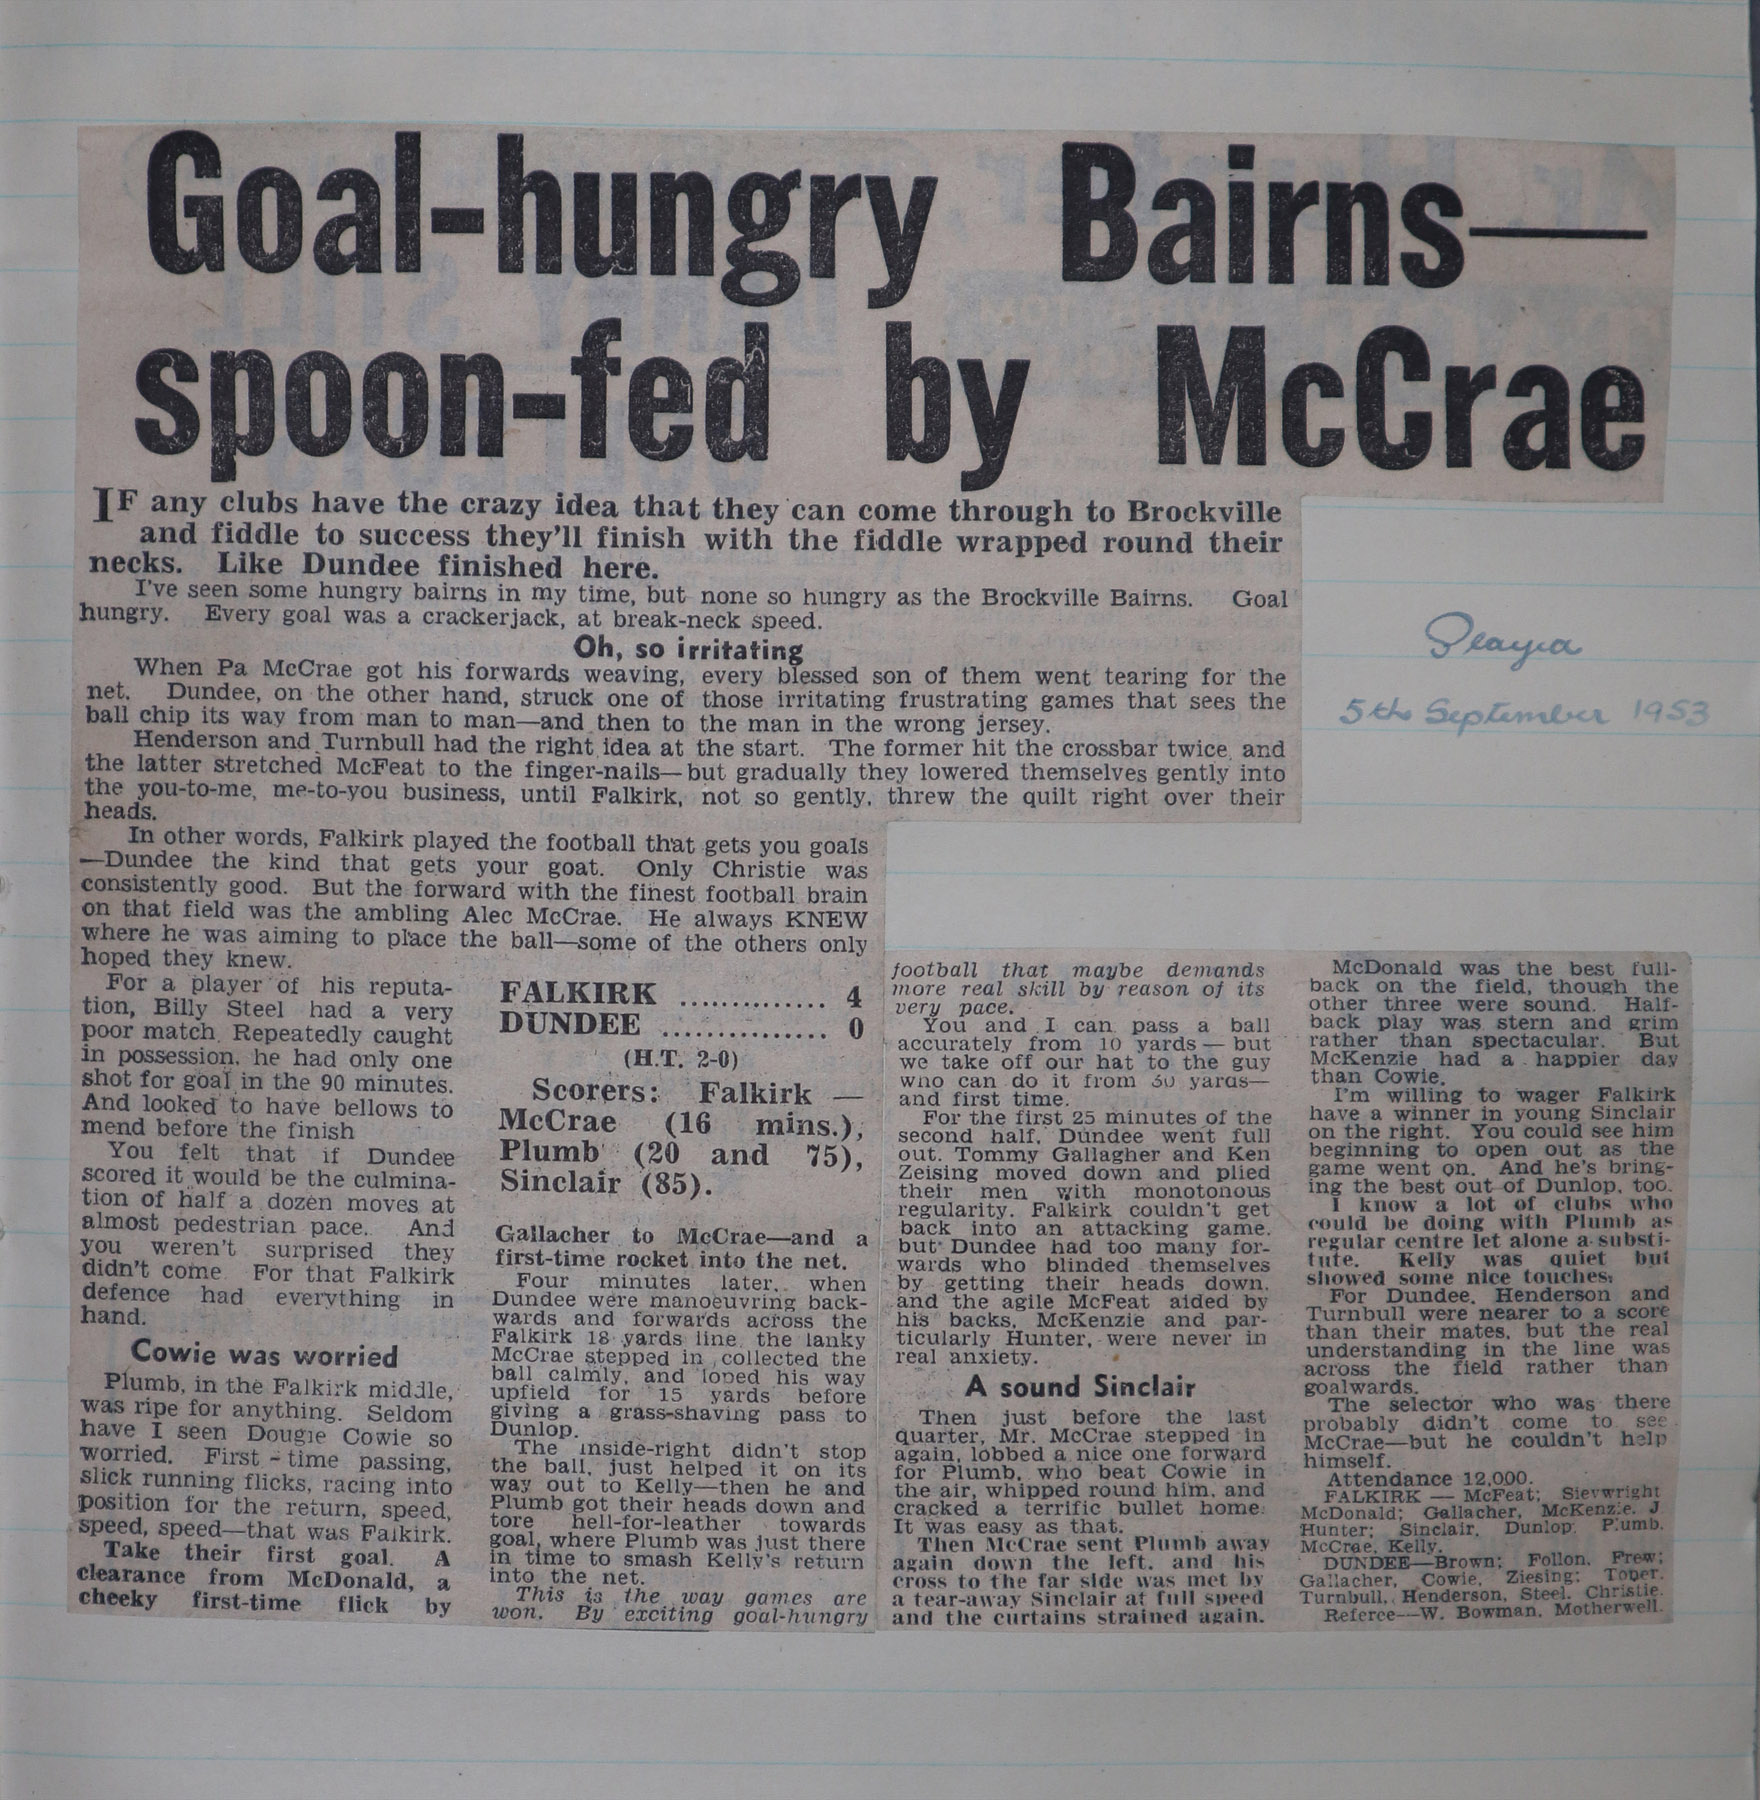 Goal-hungry Bairns—
spoon-fed by McCrae
IF any clubs have the crazy idea that they can come through to Brockville
and fiddle to success they'll finish with the fiddle wrapped round their
necks. Like Dundee finished here.
I've seen some hungry bairns in my time, but none so hungry as the Brockville Bairns. Goal
hungry. Every goal was a crackerjack, at break-neck speed.
Oh, so irritating
When Pa McCrae got his forwards weaving, every blessed son of them went tearing for the
net. Dundee, on the other hand, struck one of those irritating frustrating games that sees the
ball chip its way from man to man—and then to the man in the wrong jersey.
Henderson and Turnbull had the right idea at the start. The former hit the crossbar twice and
the latter stretched McFeat to the finger-nails—but gradually they lowered themselves gently into
the you-to-me, me-to-you business, until Falkirk, not so gently, threw the quilt right over their
heads.
In other words, Falkirk played the football that gets you goals
—Dundee the kind that gets your goat. Only Christie was
consistently good. But the forward with the finest football brain
on that field was the ambling Alec McCrae. He always KNEW
where he was aiming to place the ball—some of the others only
hoped they knew.
For a player of his reputa-
tion, Billy Steel had a very
poor match. Repeatedly caught
in possession, he had only one
shot for goal in the 90 minutes.
And looked to have bellows to
mend before the finish
You felt that if Dundee
scored it would be the culmina-
tion of half a dozen moves at
almost pedestrian pace. And
you weren't surprised they
didn't come. For that Falkirk
defence had everything in
hand.
Cowie was worried
Plumb, in the Falkirk middle,
was ripe for anything. Seldom
have I seen Dougie Cowie so
worried. First-time passing,
slick running flicks, racing into
position for the return, speed,
speed, speed—that was Falkirk.
Take their first goal. A
clearance from McDonald, a
cheeky first-time flick by
FALKIRK .............. 4
DUNDEE ................ 0
(H.T. 2-0)
Scorers: Falkirk —
McCrae (16 mins.),
Plumb (20 and 75),
Sinclair (85).
Gallacher to McCrae—and a
first-time rocket into the net.
Four minutes later, when
Dundee were manoeuvring back-
wards and forwards across the
Falkirk 18 yards line, the lanky
McCrae stepped in, collected the
ball calmly, and loped his way
upfield for 15 yards before
giving a grass-shaving pass to
Dunlop.
The inside-right didn't stop
the ball, just helped it on its
way out to Kelly—then he and
Plumb got their heads down and
tore hell-for-leather towards
goal, where Plumb was just there
in time to smash Kelly's return
into the net.
This is the way games are
won. By exciting goal-hungry
football that maybe demands
more real skill by reason of its
very pace.
You and I can pass a ball
accurately from 10 yards — but
we take off our hat to the guy
who can do it from 30 yards—
and first time.
For the first 25 minutes of the
second half, Dundee went full
out. Tommy Gallagher and Ken
Zeising moved down and plied
their men with monotonous
regularity. Falkirk couldn't get
back into an attacking game,
but Dundee had too many for-
wards who blinded themselves
by getting their heads down,
and the agile McFeat aided by
his backs, McKenzie and par-
ticularly Hunter, were never in
real anxiety.
A sound Sinclair
Then just before the last
quarter, Mr. McCrae stepped in
again, lobbed a nice one forward
for Plumb, who beat Cowie in
the air, whipped round him, and
cracked a terrific bullet home.
It was easy as that.
Then McCrae sent Plumb away
again down the left, and his
cross to the far side was met by
a tear-away Sinclair at full speed
and the curtains strained again.
McDonald was the best full-
back on the field, though the
other three were sound. Half-
back play was stern and grim
rather than spectacular. But
McKenzie had a happier day
than Cowie.
I'm willing to wager Falkirk
have a winner in young Sinclair
on the right. You could see him
beginning to open out as the
game went on. And he's bring-
ing the best out of Dunlop, too.
I know a lot of clubs who
could be doing with Plumb as
regular centre let alone a substi-
tute. Kelly was quiet but
showed some nice touches.
For Dundee, Henderson and
Turnbull were nearer to a score
than their mates, but the real
understanding in the line was
across the field rather than
goalwards.
The selector who was there
probably didn't come to see
McCrae—but he couldn't help
himself.
Attendance 12,000.
FALKIRK — McFeat; Sievwright
McDonald; Gallacher, McKenzie, J.
Hunter; Sinclair, Dunlop, Plumb,
McCrae, Kelly.
DUNDEE—Brown; Follon, Frew;
Gallacher, Cowie, Ziesing; Toner,
Turnbull, Henderson, Steel, Christie.
Referee—W. Bowman, Motherwell.
Played
5th September 1953